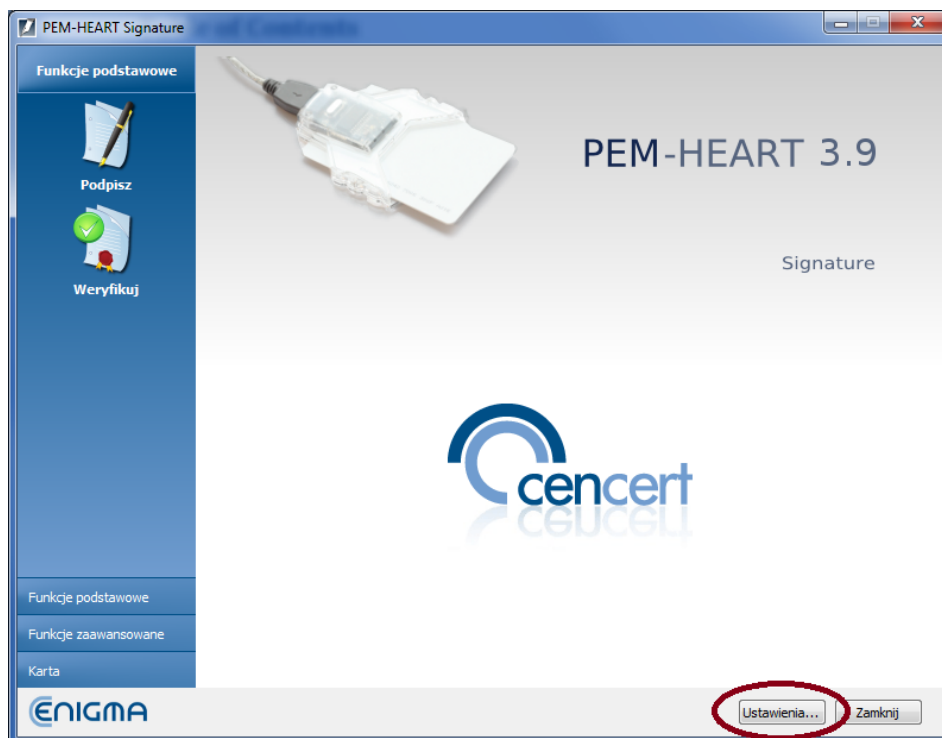 PEM-HEART Signature
Funkcje podstawowe
Podpisz
Weryfikuj
PEM-HEART 3.9
Signature
cencert
Funkcje podstawowe
Funkcje zaawansowane
Karta
ENIGMA
Ustawienia...
Zamknij